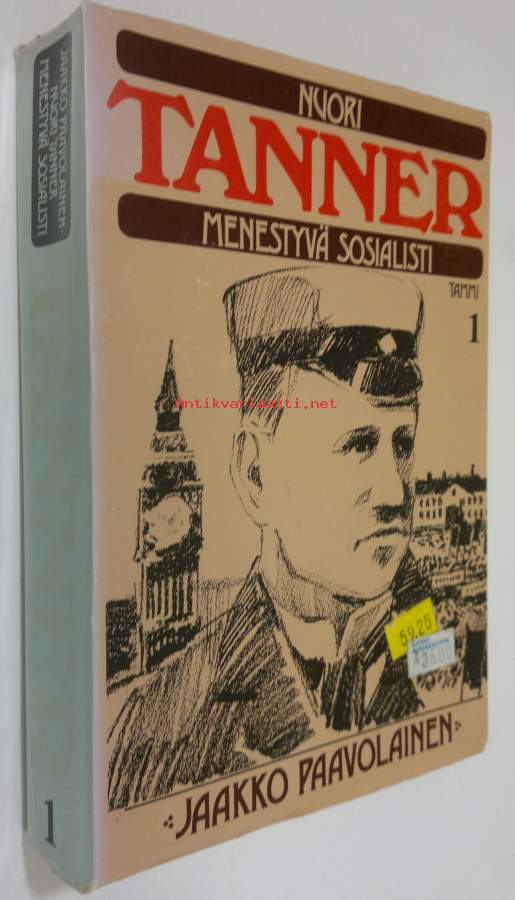 NUORI
TANNER
MENESTYVÄ SOSIALISTI
TAMMI
1
Antikvariaatti.net
59.25
JAAKKO PAAVOLAINEN
JAAKKO PAAVOLAINEN
NUORI TANNER
MENESTYVÄ SOSIALISTI
1